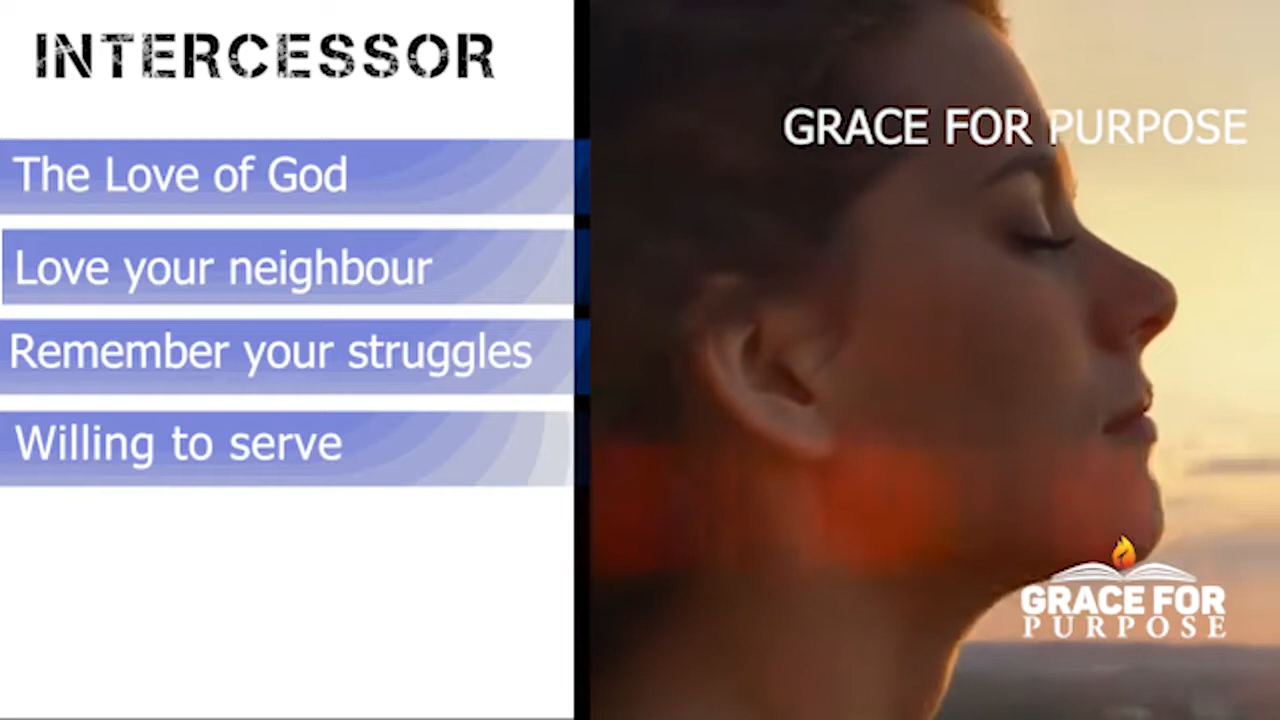 INTERCESSOR
The Love of God
Love your neighbour
Remember your struggles
Willing to serve
GRACE FOR PURPOSE
GRACE FOR
PURPOSE